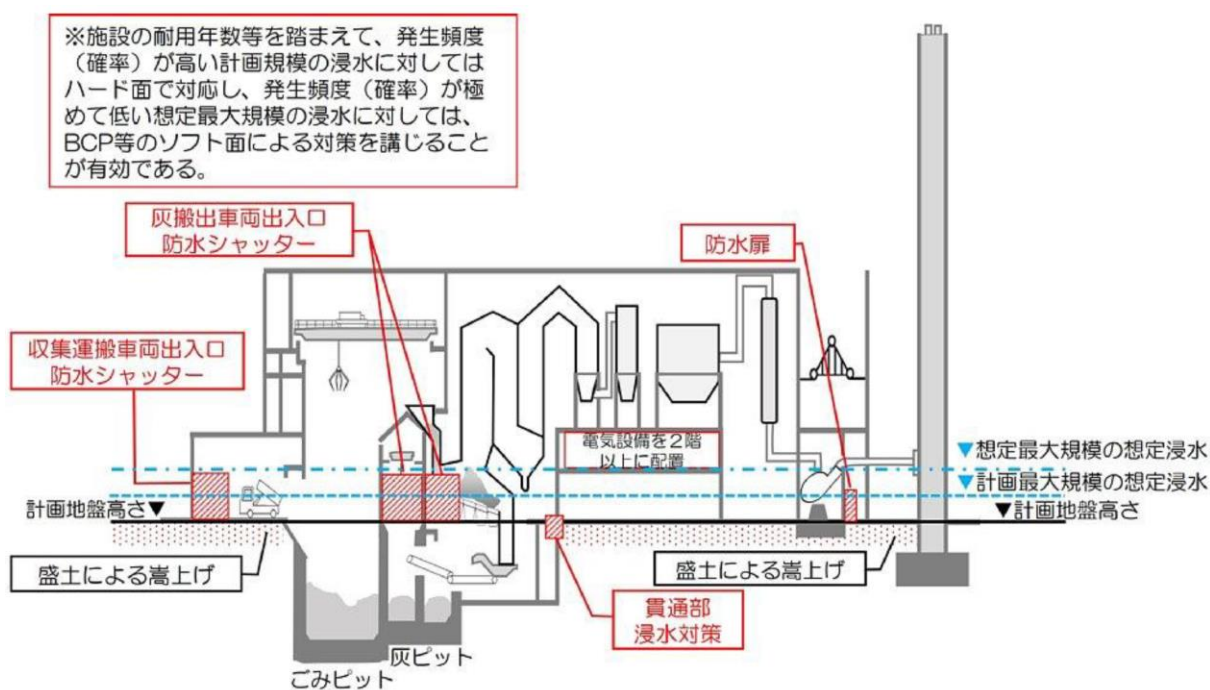 ※施設の耐用年数等を踏まえて、発生頻度
（確率）が高い計画規模の浸水に対しては
ハード面で対応し、発生頻度（確率）が極
めて低い想定最大規模の浸水に対しては、
BCP等のソフト面による対策を講じること
が有効である。
灰搬出車両出入口
防水シャッター
防水扉
収集運搬車両出入口
防水シャッター
電気設備を2階
以上に配置
▼想定最大規模の想定浸水
▼計画最大規模の想定浸水
計画地盤高さ▼
▼計画地盤高さ
盛土による嵩上げ
盛土による嵩上げ
貫通部
浸水対策
灰ピット
ごみピット